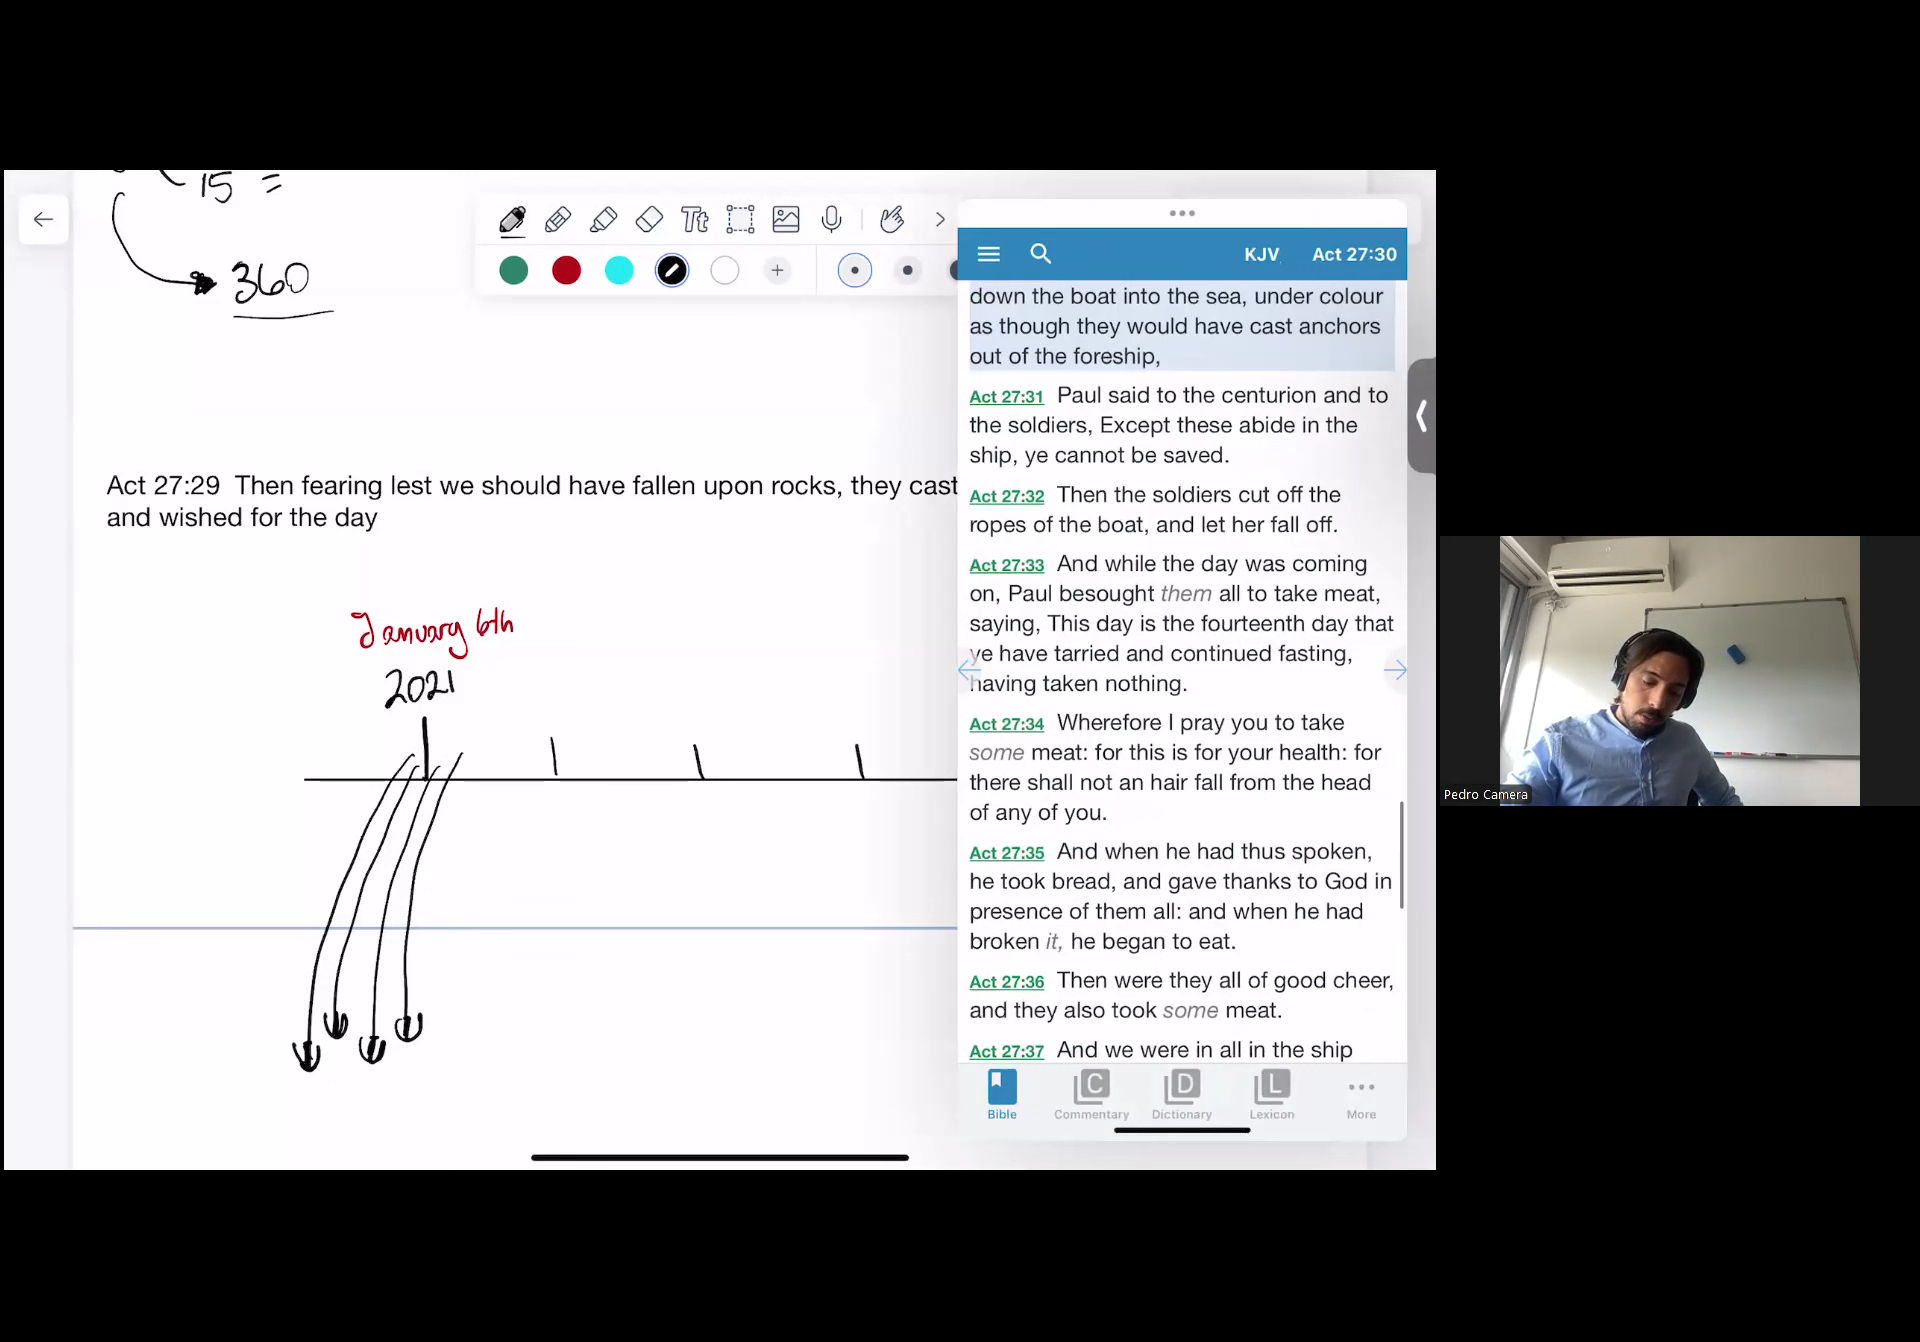 15 =
360
Act 27:29 Then fearing lest we should have fallen upon rocks, they cast
and wished for the day
January 6th
2021
Tt
KJV Act 27:30
down the boat into the sea, under colour
as though they would have cast anchors
out of the foreship,
Act 27:31 Paul said to the centurion and to
the soldiers, Except these abide in the
ship, ye cannot be saved.
Act 27:32 Then the soldiers cut off the
ropes of the boat, and let her fall off.
Act 27:33 And while the day was coming
on, Paul besought them all to take meat,
saying, This day is the fourteenth day that
ye have tarried and continued fasting,
having taken nothing.
Act 27:34 Wherefore I pray you to take
some meat: for this is for your health: for
there shall not an hair fall from the head
of any of you.
Act 27:35 And when he had thus spoken,
he took bread, and gave thanks to God in
presence of them all: and when he had
broken it, he began to eat.
Act 27:36 Then were they all of good cheer,
and they also took some meat.
Act 27:37 And we were in all in the ship
C D L
Bible Commentary Dictionary Lexicon More
Pedro Camera